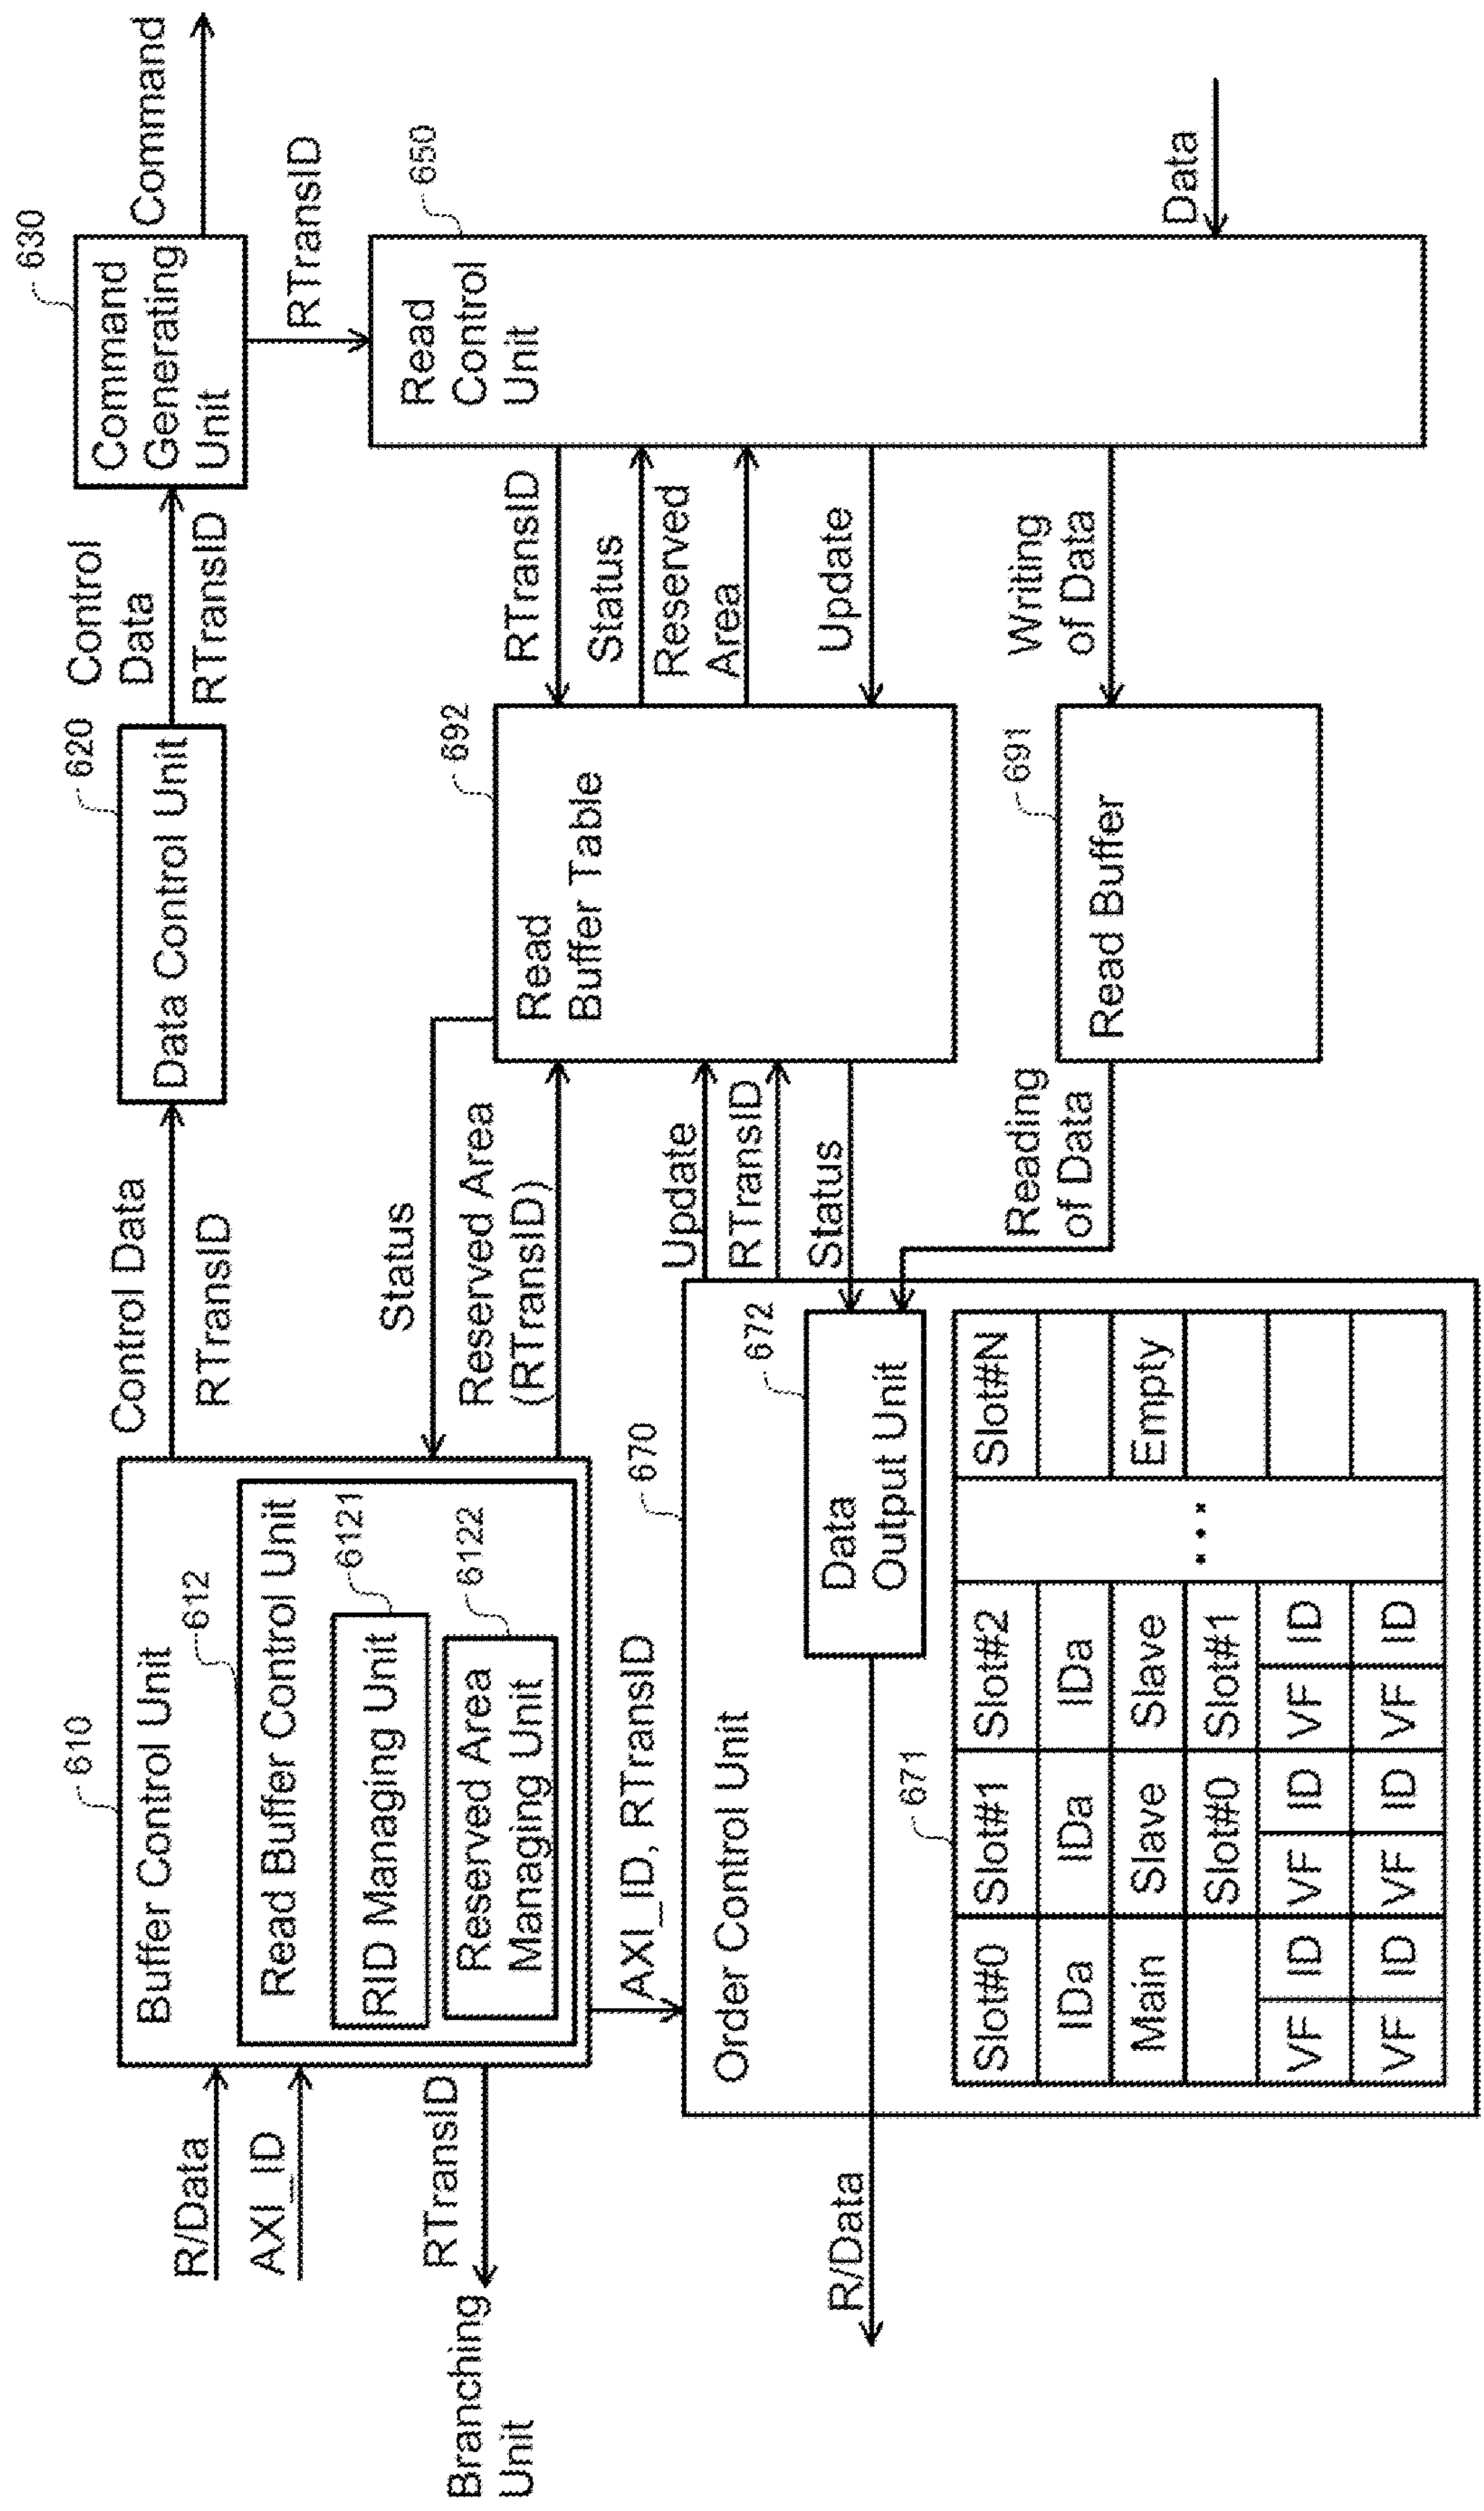 Command
630
Command
Generating
Unit
RTransID
650
Read
Control
Unit
Data
Control
Data
RTransID
620
Data Control Unit
Control Data
RTransID
RTransID
Status
Reserved
Area
Update
Writing
of Data
692
Read
Buffer Table
691
Read Buffer
Status
Reserved Area
(RTransID)
Update
RTransID
Status
Reading
of Data
610
Buffer Control Unit
612
Read Buffer Control Unit
6121
RID Managing Unit
6122
Reserved Area
Managing Unit
R/Data
AXI_ID
RTransID
Branching
Unit
AXI_ID, RTransID
670
Order Control Unit
672
Data
Output Unit
R/Data
671
Slot#0 Slot#1 Slot#2 Slot#N
IDa IDa IDa
Main Slave Slave Empty
Slot#0 Slot#1
VF ID VF ID VF ID
VF ID VF ID VF ID